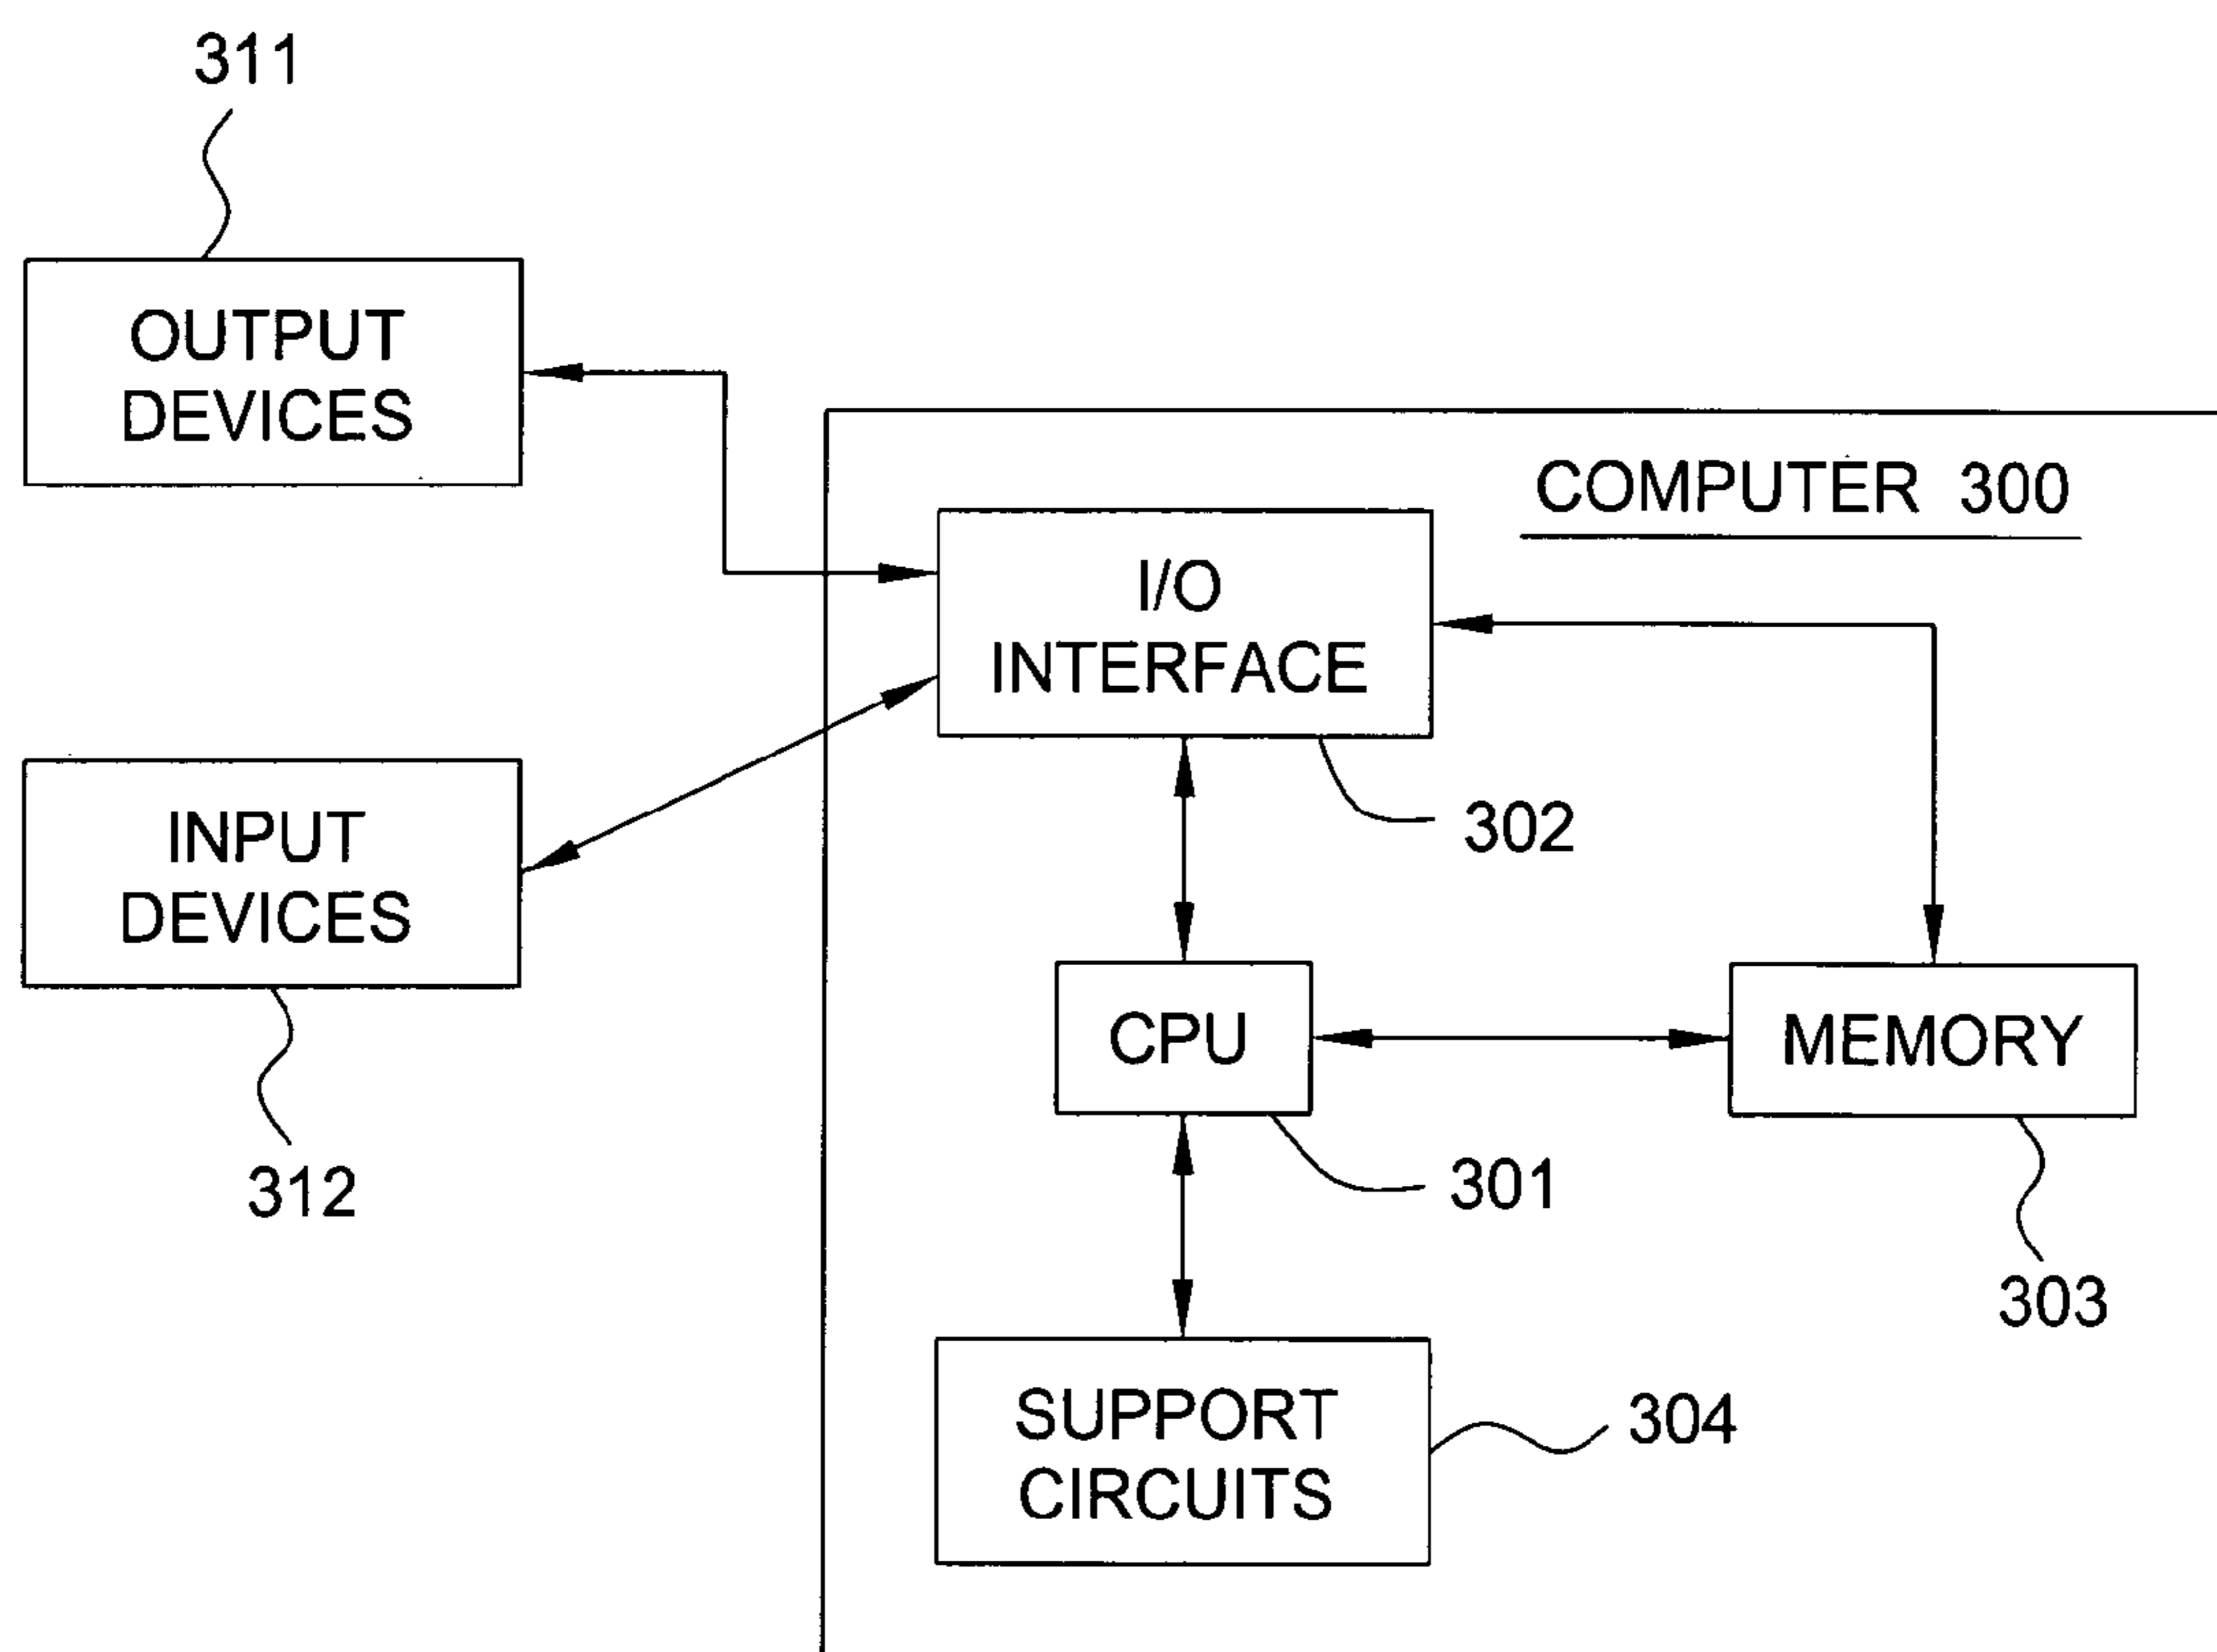 311
OUTPUT
DEVICES
COMPUTER 300
I/O
INTERFACE
302
INPUT
DEVICES
312
CPU
301
MEMORY
303
SUPPORT
CIRCUITS
304